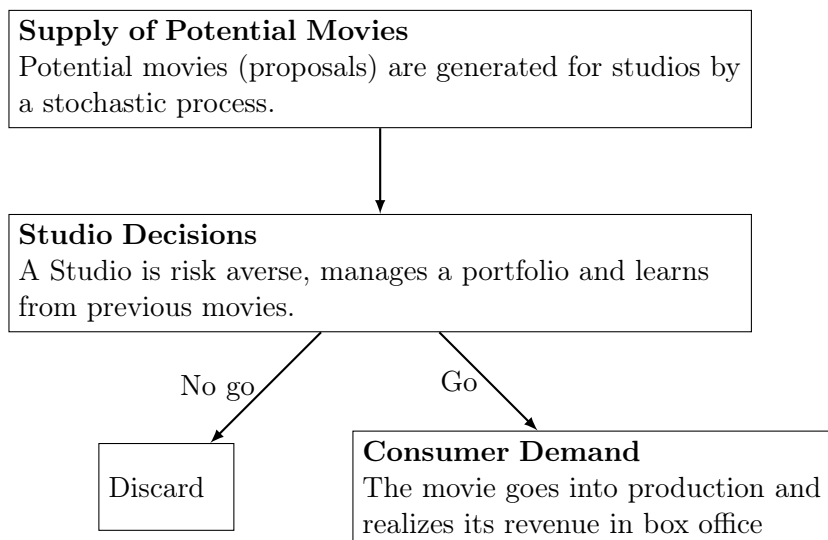 Supply of Potential Movies
Potential movies (proposals) are generated for studios by
a stochastic process.
Studio Decisions
A Studio is risk averse, manages a portfolio and learns
from previous movies.
No go
Go
Discard
Consumer Demand
The movie goes into production and
realizes its revenue in box office